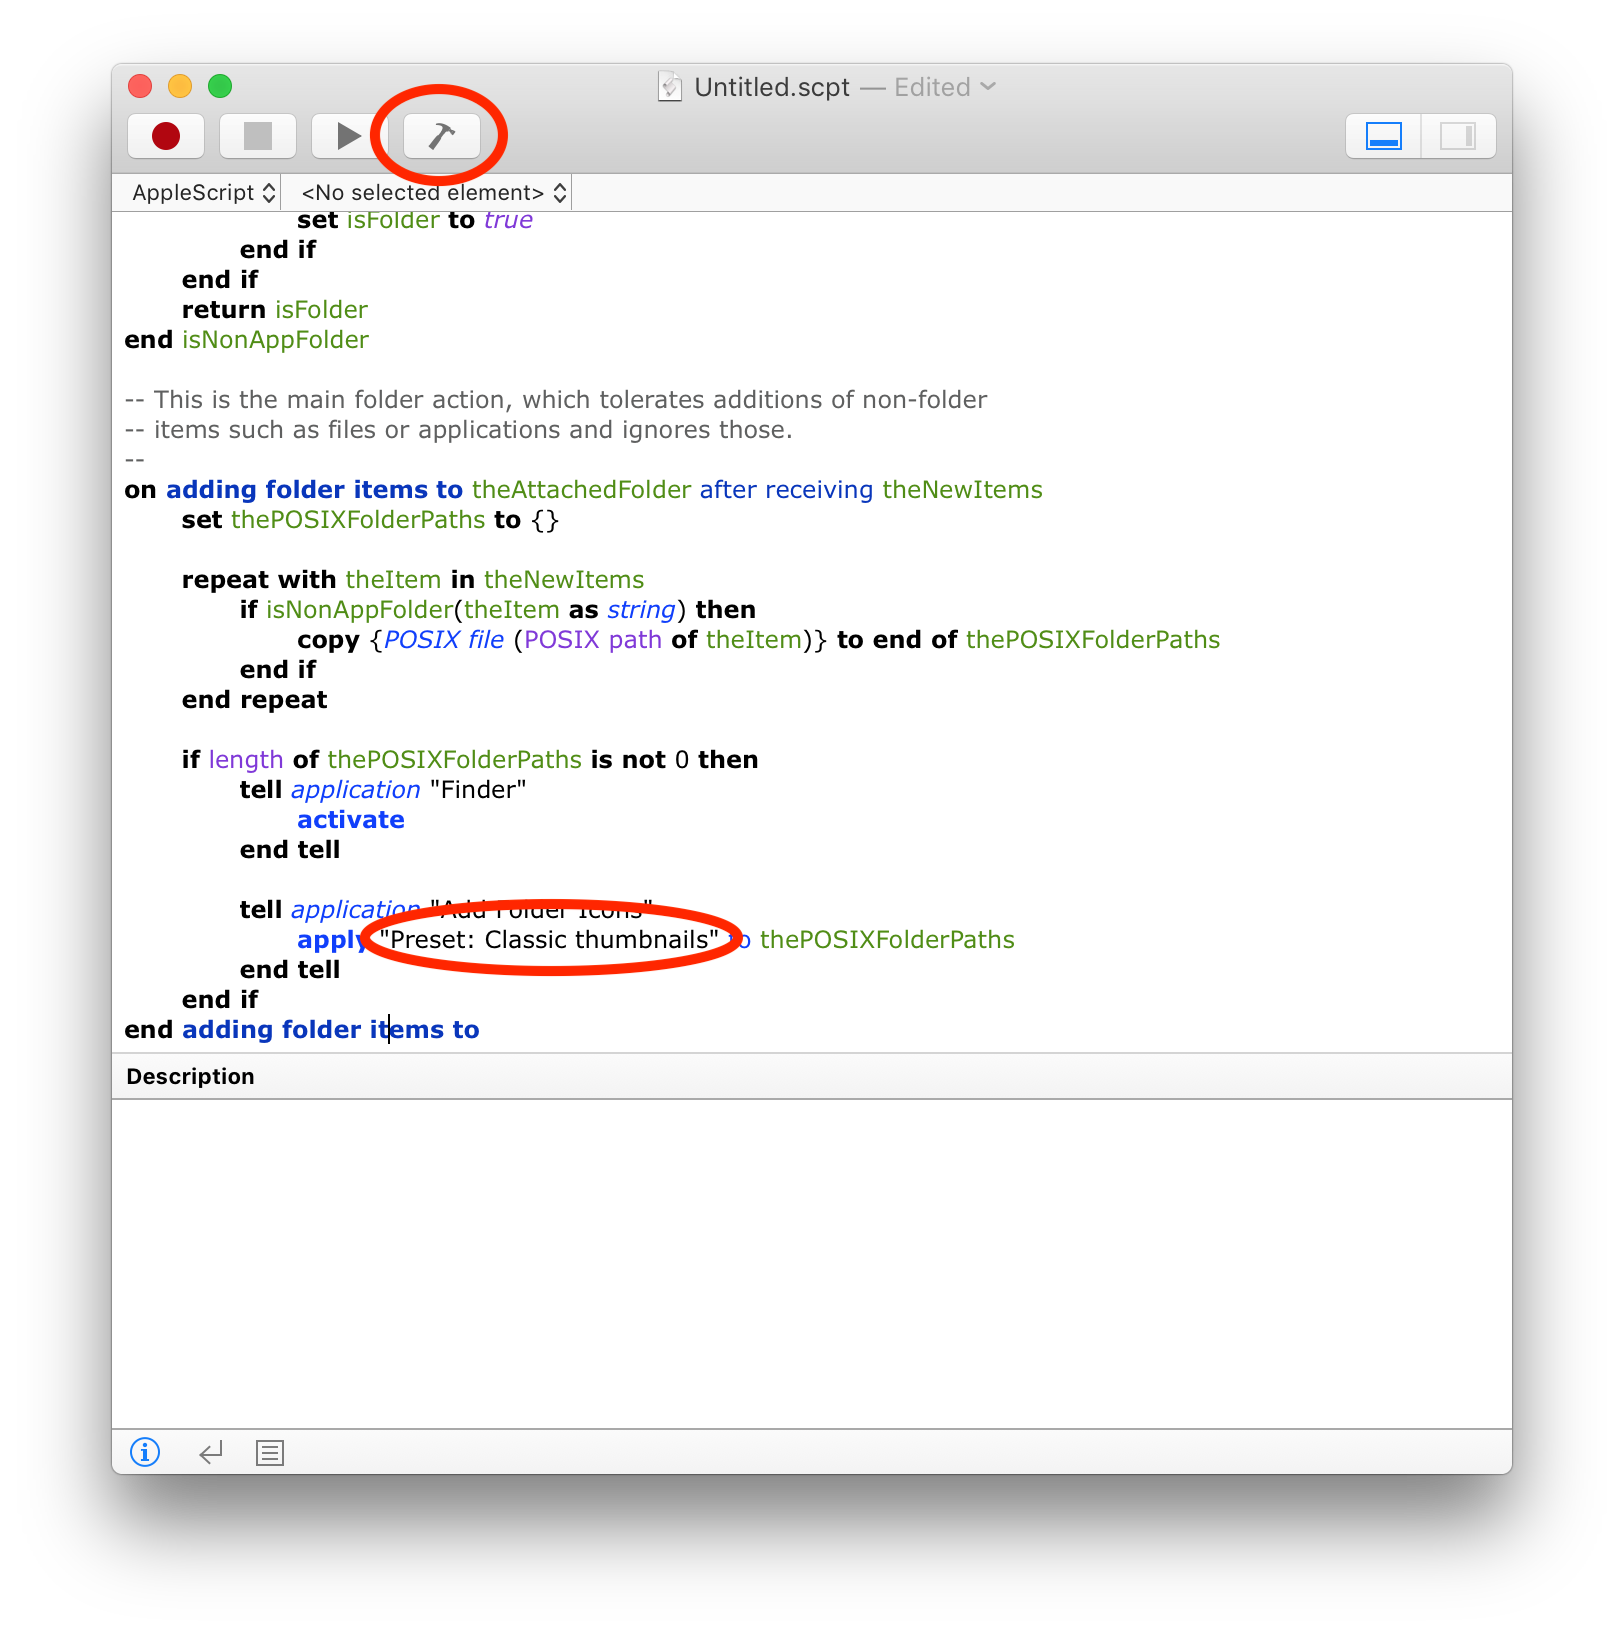 Untitled.scpt — Edited
AppleScript <No selected element>
set isFolder to true
end if
end if
return isFolder
end isNonAppFolder
-- This is the main folder action, which tolerates additions of non-folder
-- items such as files or applications and ignores those.
--
on adding folder items to theAttachedFolder after receiving theNewItems
set thePOSIXFolderPaths to {}
repeat with theItem in theNewItems
if isNonAppFolder(theItem as string) then
copy {POSIX file (POSIX path of theItem)} to end of thePOSIXFolderPaths
end if
end repeat
if length of thePOSIXFolderPaths is not 0 then
tell application "Finder"
activate
end tell
tell application "Add Folder Icons"
apply "Preset: Classic thumbnails" to thePOSIXFolderPaths
end tell
end if
end adding folder items to
Description